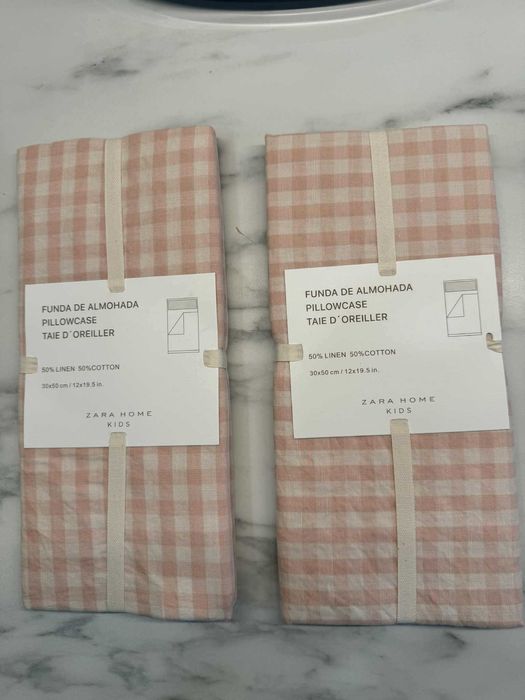 FUNDA DE ALMOHADA
PILLOWCASE
TAIE D´OREILLER
50% LINEN 50%COTTON
30x50 cm / 12x19.5 in.
ZARA HOME
KIDS
FUNDA DE ALMOHADA
PILLOWCASE
TAIE D´OREILLER
50% LINEN 50%COTTON
30x50 cm / 12x19.5 in.
ZARA HOME
KIDS